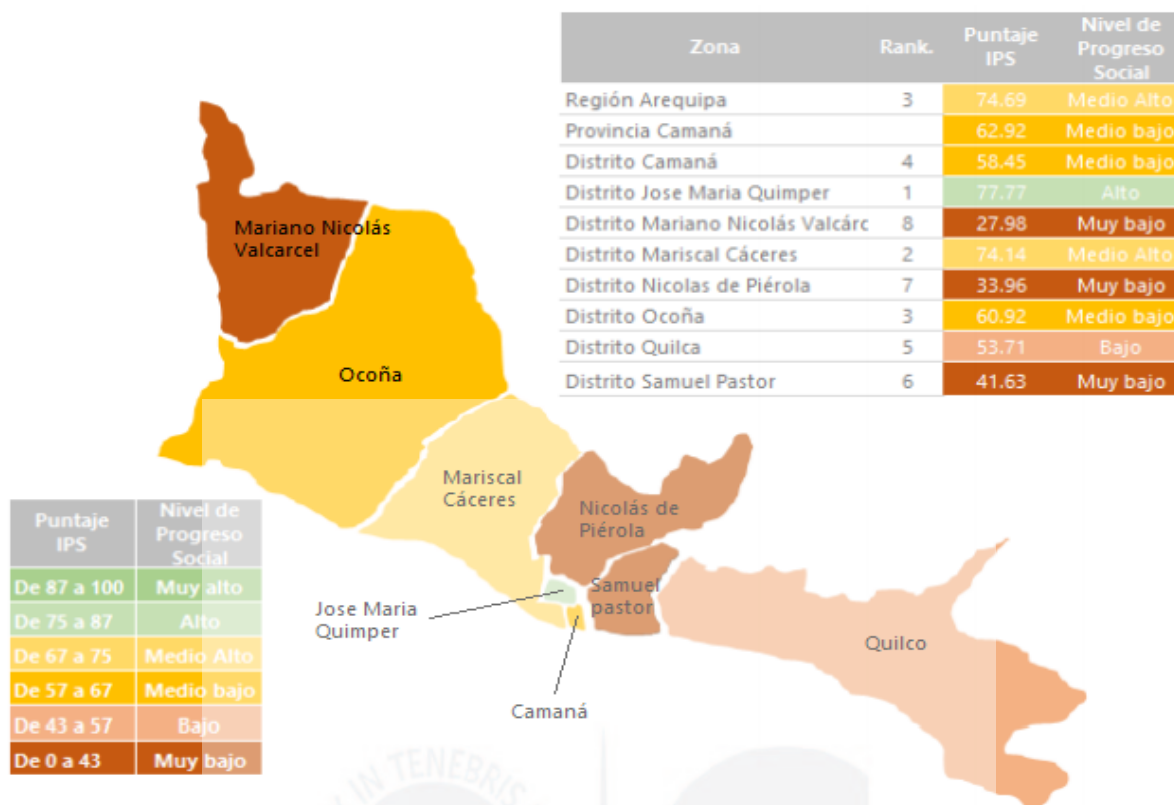 Zona Rank. Puntaje IPS Nivel de Progreso Social
Región Arequipa 3 74.69 Medio Alto
Provincia Camaná 62.92 Medio bajo
Distrito Camaná 4 58.45 Medio bajo
Distrito Jose Maria Quimper 1 77.77 Alto
Distrito Mariano Nicolás Valcárc 8 27.98 Muy bajo
Distrito Mariscal Cáceres 2 74.14 Medio Alto
Distrito Nicolas de Piérola 7 33.96 Muy bajo
Distrito Ocoña 3 60.92 Medio bajo
Distrito Quilca 5 53.71 Bajo
Distrito Samuel Pastor 6 41.63 Muy bajo
Mariano Nicolás
Valcarcel
Ocoña
Mariscal
Cáceres
Nicolás de
Piérola
Samuel
pastor
Jose Maria
Quimper
Camaná
Quilco
Puntaje IPS Nivel de Progreso Social
De 87 a 100 Muy alto
De 75 a 87 Alto
De 67 a 75 Medio Alto
De 57 a 67 Medio bajo
De 43 a 57 Bajo
De 0 a 43 Muy bajo
IN TENEBRIS